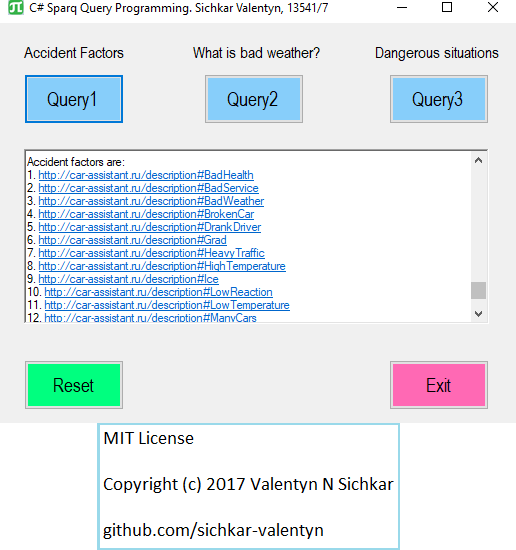 C# Sparq Query Programming. Sichkar Valentyn, 13541/7
Accident Factors
What is bad weather?
Dangerous situations
Query1
Query2
Query3
Accident factors are:
1. http://car-assistant.ru/description#BadHealth
2. http://car-assistant.ru/description#BadService
3. http://car-assistant.ru/description#BadWeather
4. http://car-assistant.ru/description#BrokenCar
5. http://car-assistant.ru/description#DrankDriver
6. http://car-assistant.ru/description#Grad
7. http://car-assistant.ru/description#HeavyTraffic
8. http://car-assistant.ru/description#HighTemperature
9. http://car-assistant.ru/description#Ice
10. http://car-assistant.ru/description#LowReaction
11. http://car-assistant.ru/description#LowTemperature
12. http://car-assistant.ru/description#ManyCars
Reset
Exit
MIT License
Copyright (c) 2017 Valentyn N Sichkar
github.com/sichkar-valentyn